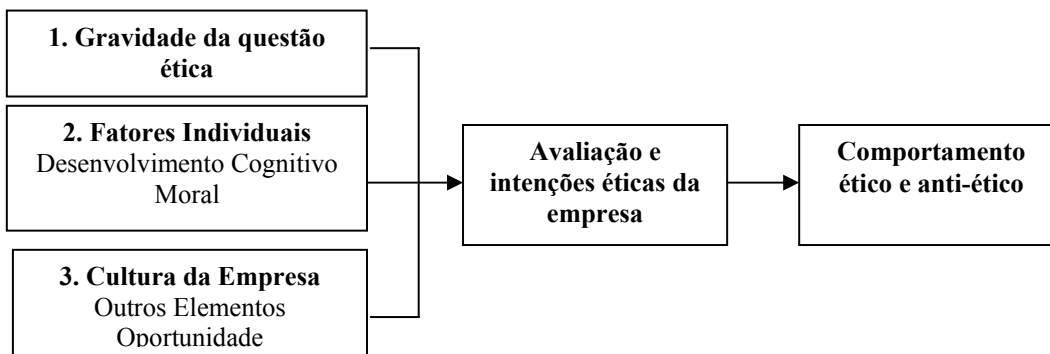 1. Gravidade da questão
ética
2. Fatores Individuais
Desenvolvimento Cognitivo
Moral
3. Cultura da Empresa
Outros Elementos
Oportunidade
Avaliação e
intenções éticas da
empresa
Comportamento
ético e anti-ético